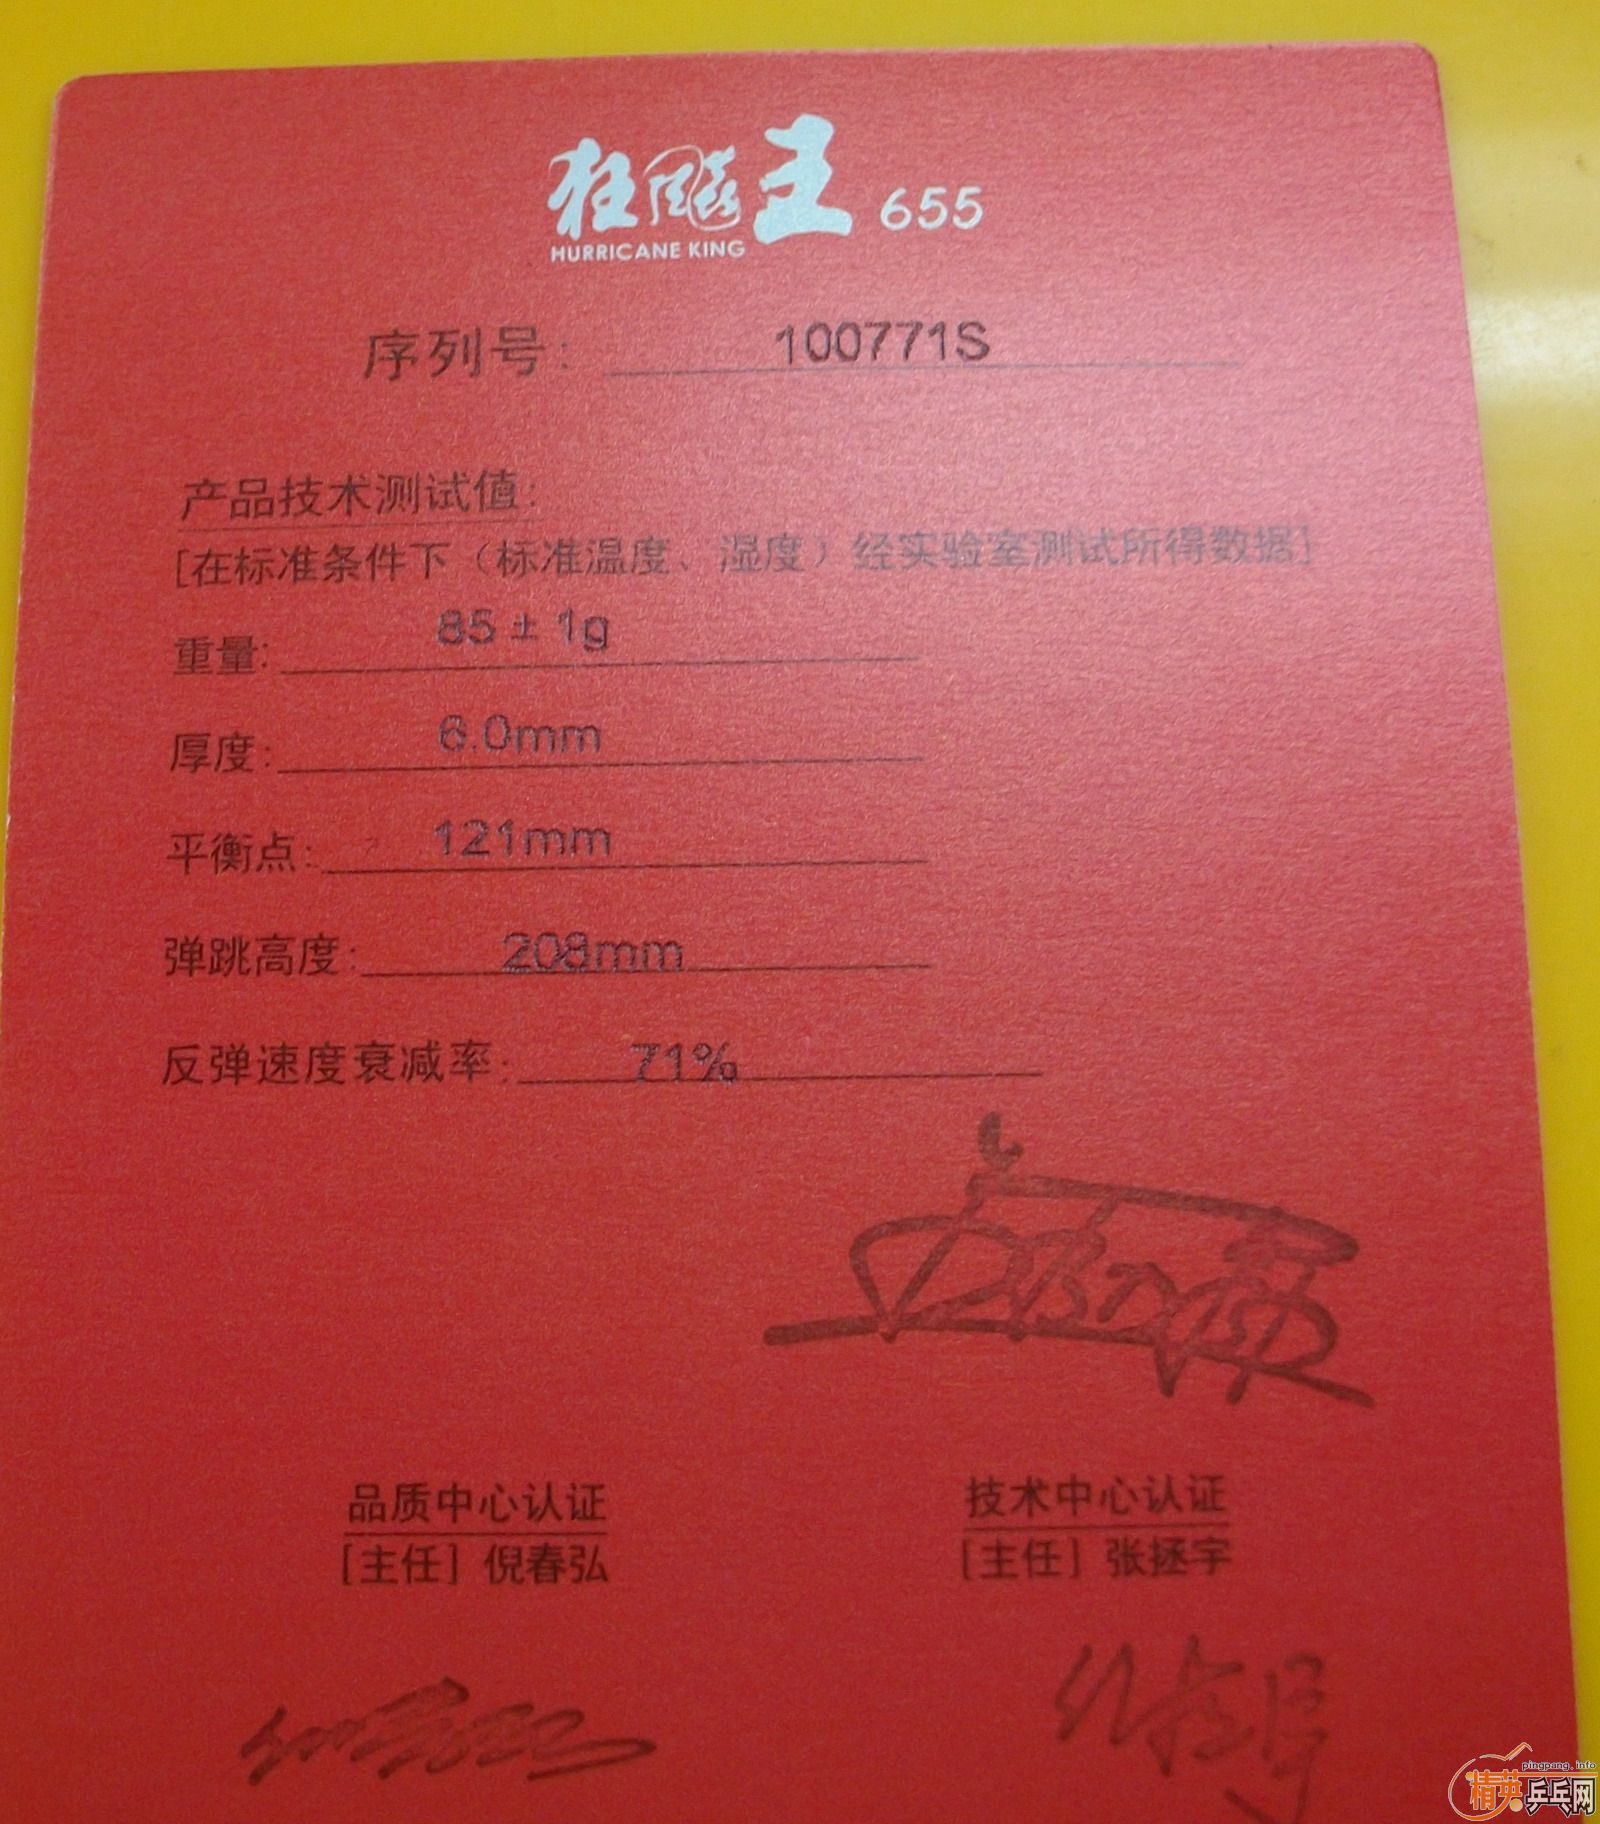 狂飚王 655
HURRICANE KING
序列号: 100771S
产品技术测试值:
[在标准条件下（标准温度、湿度）经实验室测试所得数据]
重量: 85±1g
厚度: 6.0mm
平衡点: 121mm
弹跳高度: 208mm
反弹速度衰减率: 71%
品质中心认证 技术中心认证
[主任] 倪春弘 [主任] 张拯宇
pingpang.info
精英乒乓网